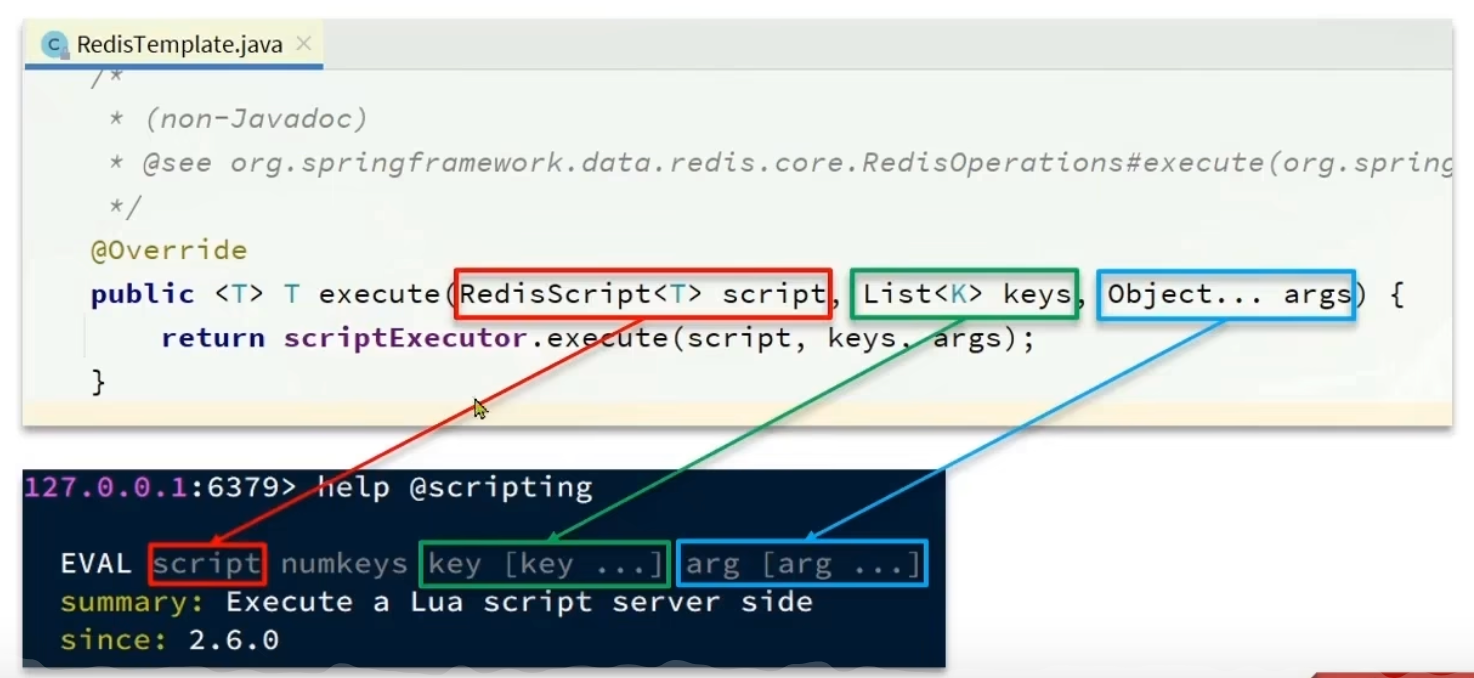 C RedisTemplate.java ×
/*
* (non-Javadoc)
* @see org.springframework.data.redis.core.RedisOperations#execute(org.spring
*/
@Override
public <T> T execute(RedisScript<T> script, List<K> keys, Object... args) {
return scriptExecutor.execute(script, keys, args);
}
127.0.0.1:6379> help @scripting
EVAL script numkeys key [key ...] arg [arg ...]
summary: Execute a Lua script server side
since: 2.6.0